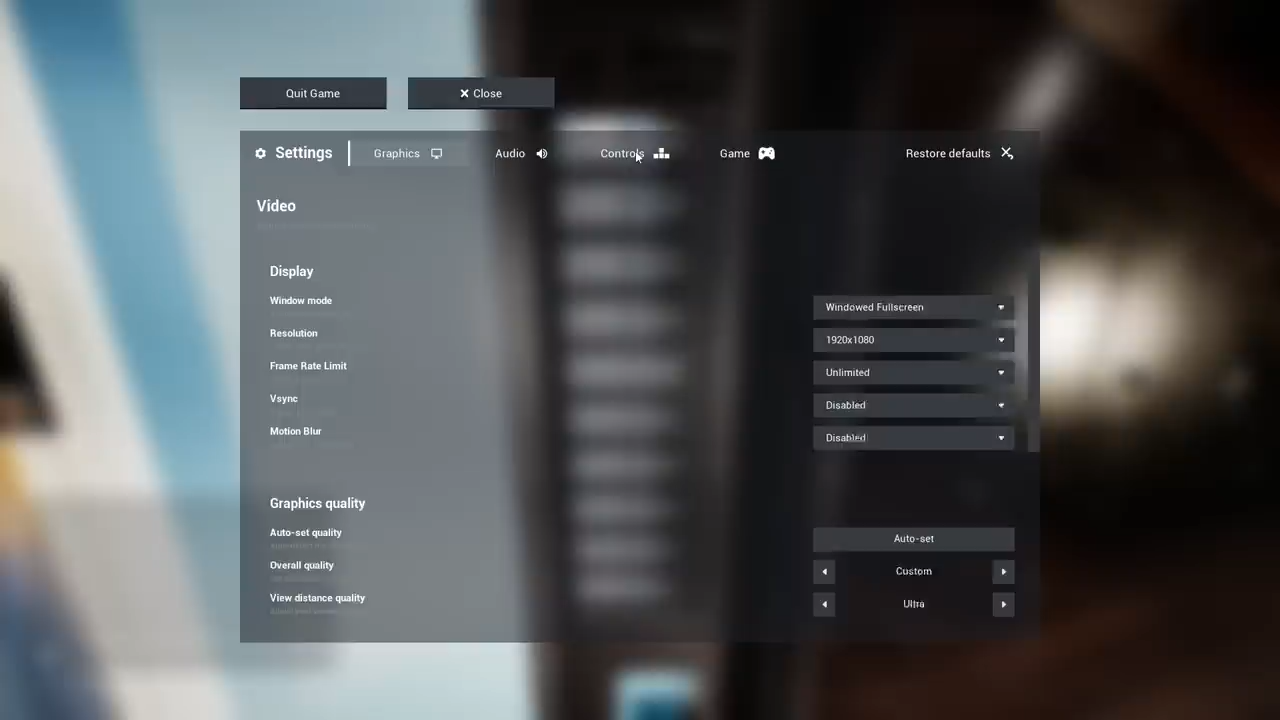 Quit Game
Close
Settings Graphics Audio Controls Game Restore defaults
Video
Display
Window mode Windowed Fullscreen
Resolution 1920x1080
Frame Rate Limit Unlimited
Vsync Disabled
Motion Blur Disabled
Graphics quality
Auto-set quality Auto-set
Overall quality Custom
View distance quality Ultra